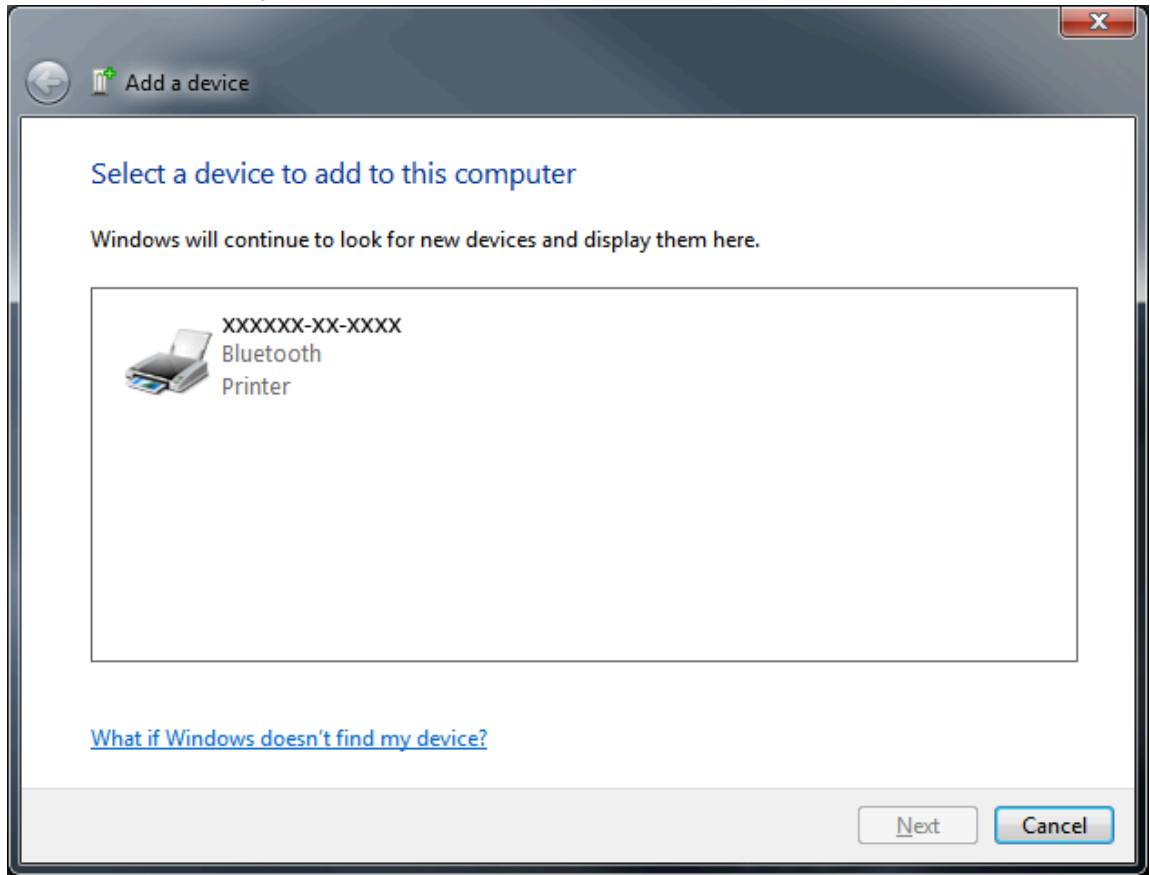 Add a device
Select a device to add to this computer
Windows will continue to look for new devices and display them here.
XXXXXX-XX-XXXX
Bluetooth
Printer
What if Windows doesn't find my device?
Next
Cancel